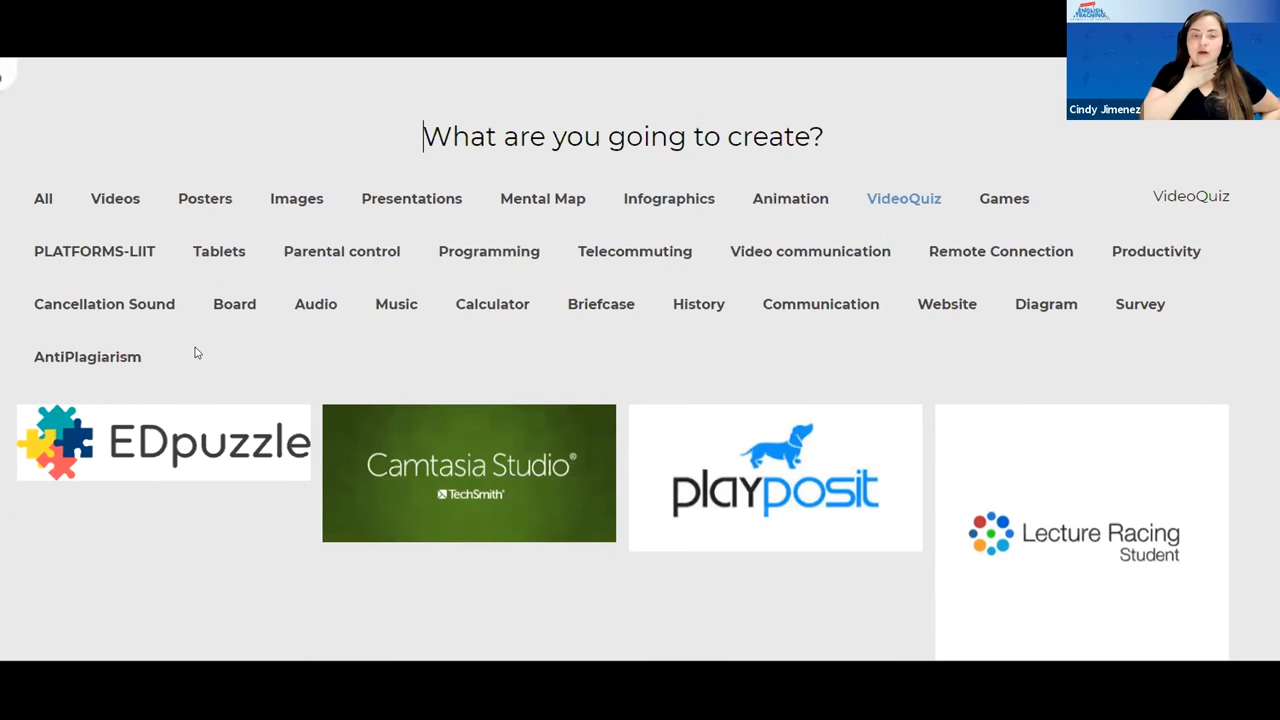 ENGLISH
TEACHING
Cindy Jimenez
What are you going to create?
All Videos Posters Images Presentations Mental Map Infographics Animation VideoQuiz Games VideoQuiz
PLATFORMS-LIIT Tablets Parental control Programming Telecommuting Video communication Remote Connection Productivity
Cancellation Sound Board Audio Music Calculator Briefcase History Communication Website Diagram Survey
AntiPlagiarism
EDpuzzle
Camtasia Studio®
TechSmith®
playposit
Lecture Racing
Student